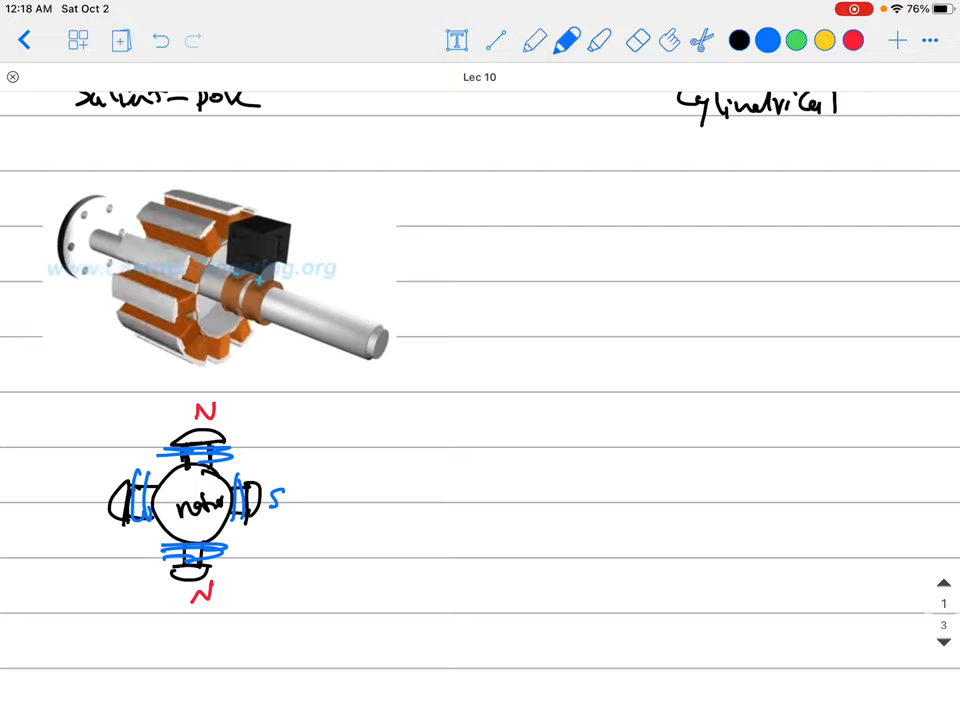 12:18 AM Sat Oct 2 76%
Lec 10
Salient-pole
Cylindrical
N
rotor
S
N
1
3